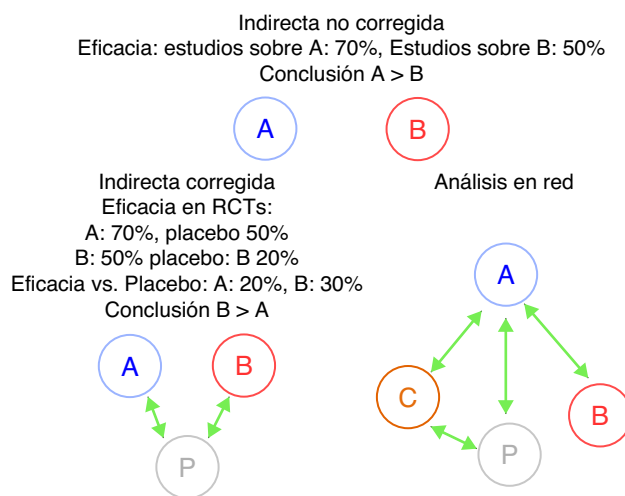 Indirecta no corregida
Eficacia: estudios sobre A: 70%, Estudios sobre B: 50%
Conclusión A > B
A
B
Indirecta corregida
Eficacia en RCTs:
A: 70%, placebo 50%
B: 50% placebo: B 20%
Eficacia vs. Placebo: A: 20%, B: 30%
Conclusión B > A
A
B
P
Análisis en red
A
C
B
P